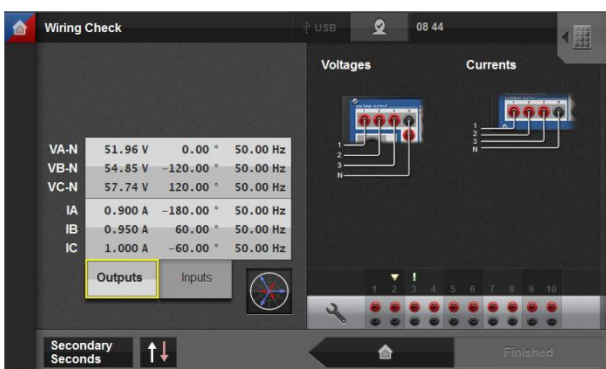 Wiring Check
USB
08 44
Voltages
Currents
VA-N 51.96 V 0.00 ° 50.00 Hz
VB-N 54.85 V -120.00 ° 50.00 Hz
VC-N 57.74 V 120.00 ° 50.00 Hz
IA 0.900 A -180.00 ° 50.00 Hz
IB 0.950 A 60.00 ° 50.00 Hz
IC 1.000 A -60.00 ° 50.00 Hz
1
2
3
N
1
2
3
N
Outputs
Inputs
1 2 3 4 5 6 7 8 9 10
Secondary
Seconds
Finished